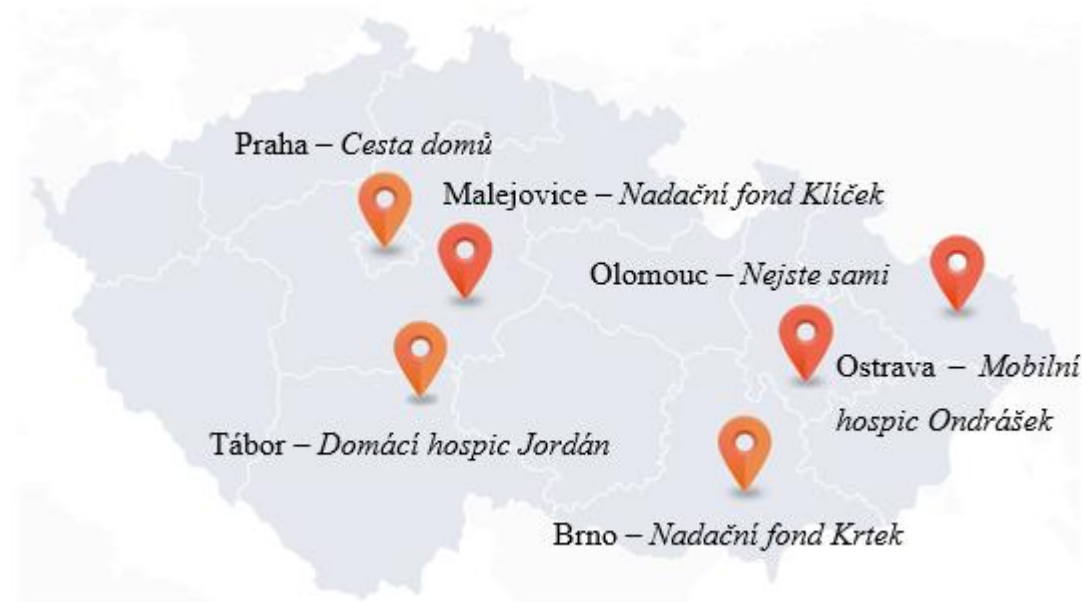 Praha – Cesta domů
Malejovice – Nadační fond Klíček
Olomouc – Nejste sami
Ostrava – Mobilní
hospic Ondrášek
Tábor – Domácí hospic Jordán
Brno – Nadační fond Krtek